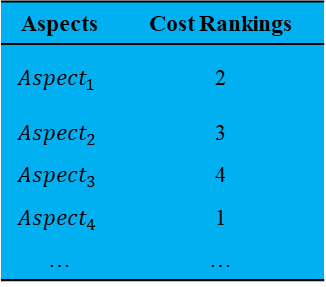 Aspects Cost Rankings
Aspect₁ 2
Aspect₂ 3
Aspect₃ 4
Aspect₄ 1
... ...